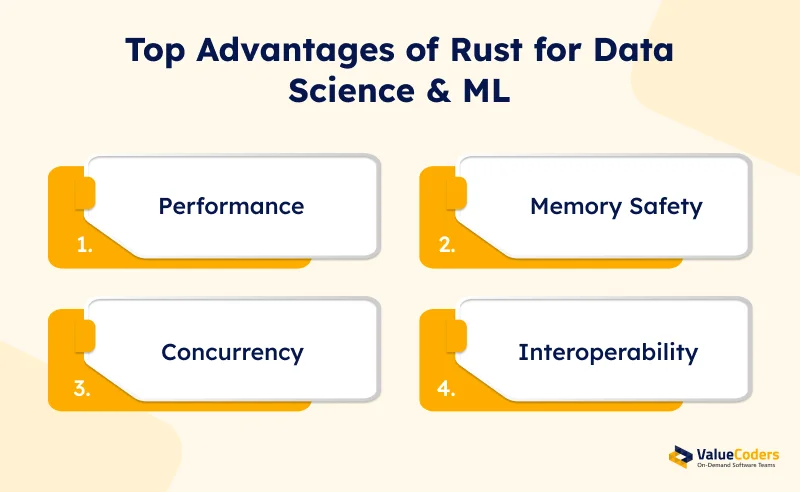 Top Advantages of Rust for Data
Science & ML
Performance
1.
Memory Safety
2.
Concurrency
3.
Interoperability
4.
ValueCoders
On-Demand Software Teams